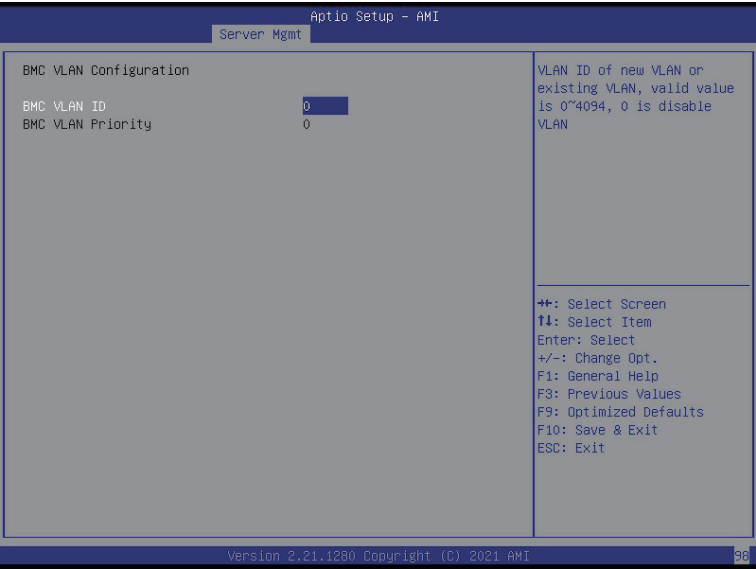 Aptio Setup – AMI
Server Mgmt
BMC VLAN Configuration
BMC VLAN ID 0
BMC VLAN Priority 0
VLAN ID of new VLAN or
existing VLAN, valid value
is 0~4094, 0 is disable
VLAN
→←: Select Screen
↑↓: Select Item
Enter: Select
+/-: Change Opt.
F1: General Help
F3: Previous Values
F9: Optimized Defaults
F10: Save & Exit
ESC: Exit
Version 2.21.1280 Copyright (C) 2021 AMI
98